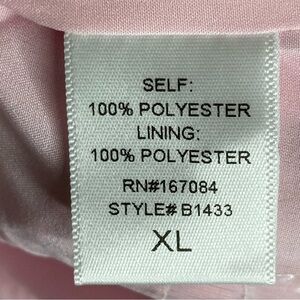 SELF:
100% POLYESTER
LINING:
100% POLYESTER
RN#167084
STYLE# B1433
XL